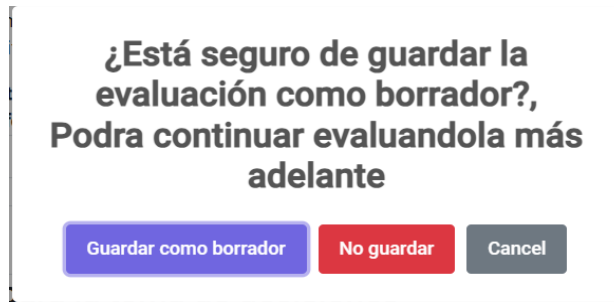 ¿Está seguro de guardar la
evaluación como borrador?,
Podra continuar evaluandola más
adelante
Guardar como borrador No guardar Cancel